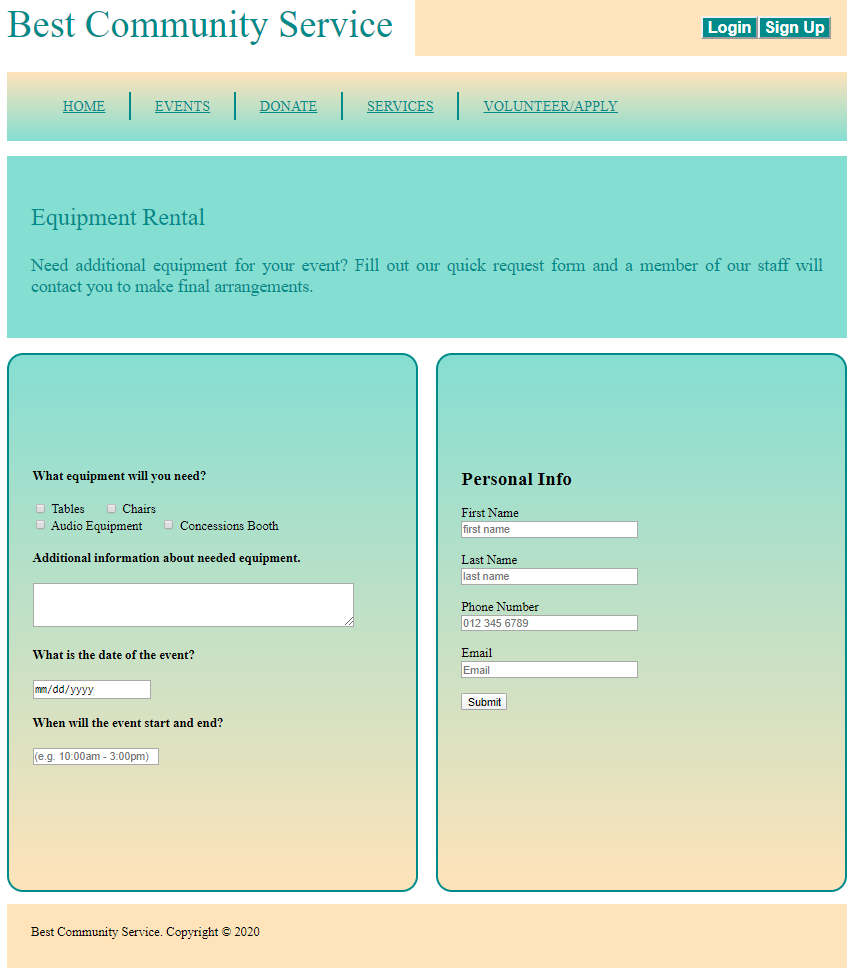 Best Community Service
Login Sign Up
HOME EVENTS DONATE SERVICES VOLUNTEER/APPLY
Equipment Rental
Need additional equipment for your event? Fill out our quick request form and a member of our staff will
contact you to make final arrangements.
What equipment will you need?
Tables Chairs
Audio Equipment Concessions Booth
Additional information about needed equipment.
What is the date of the event?
mm/dd/yyyy
When will the event start and end?
(e.g. 10:00am - 3:00pm)
Personal Info
First Name
first name
Last Name
last name
Phone Number
012 345 6789
Email
Email
Submit
Best Community Service. Copyright © 2020